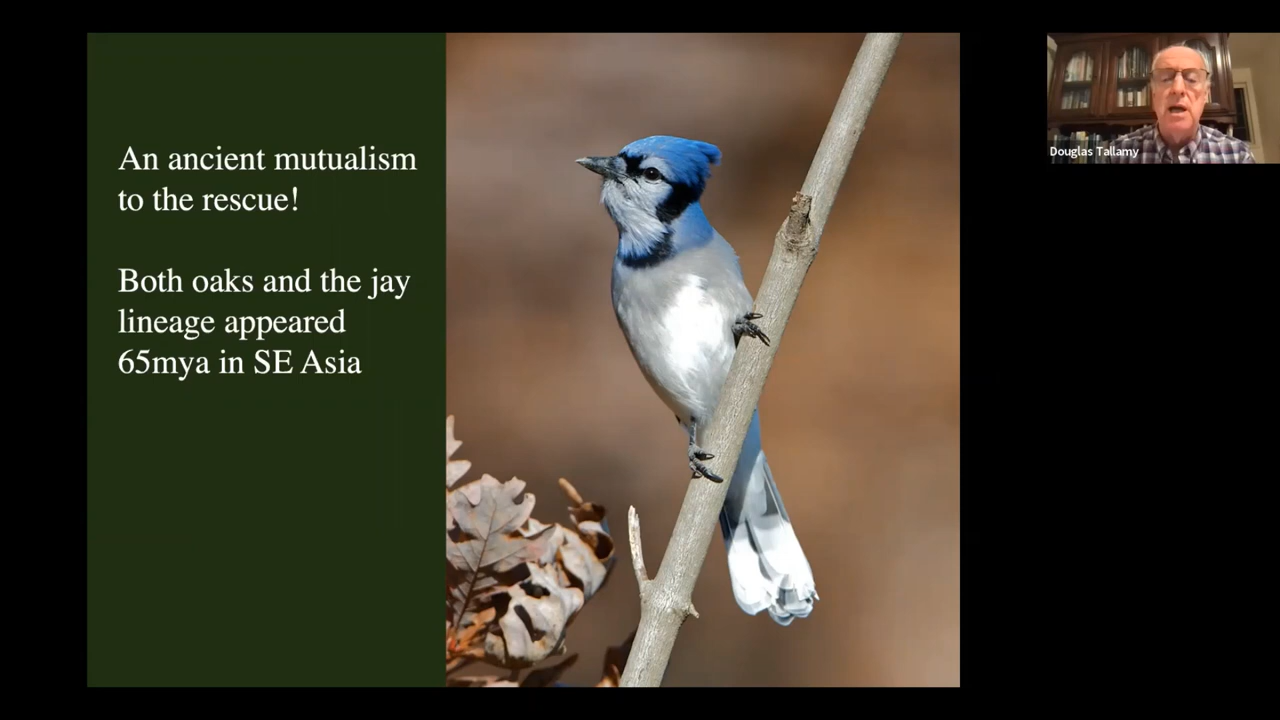 An ancient mutualism
to the rescue!
Both oaks and the jay
lineage appeared
65mya in SE Asia
Douglas Tallamy